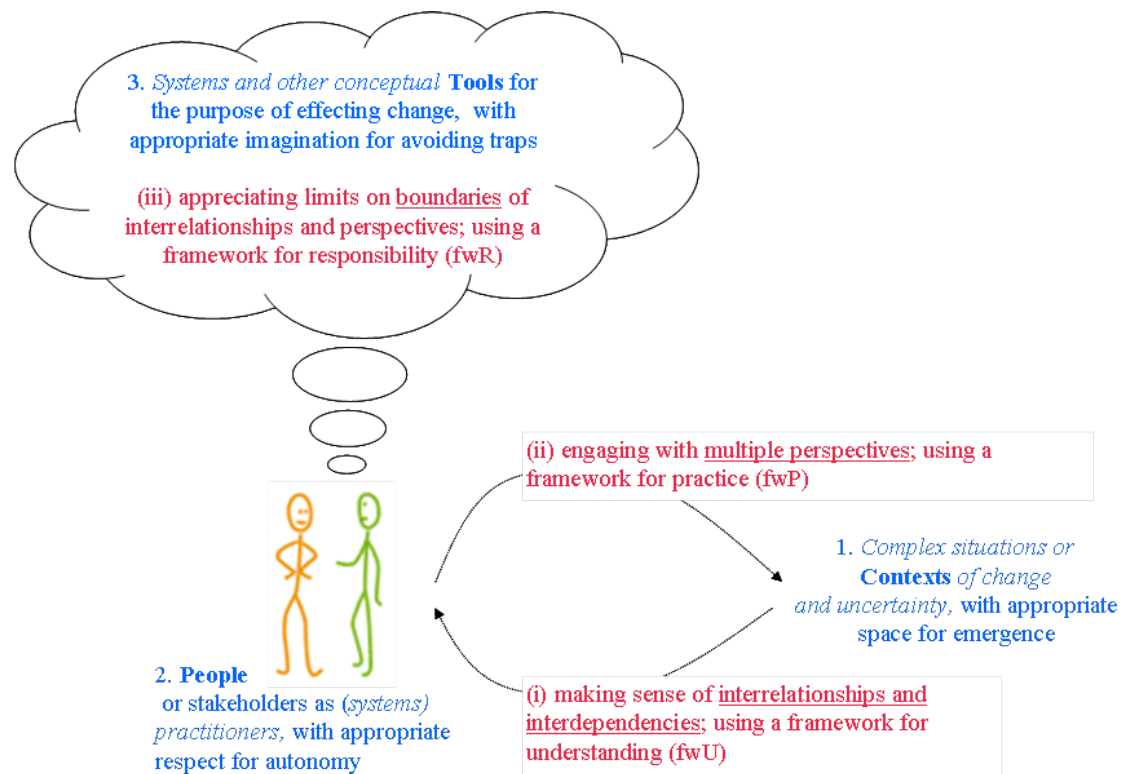 3. Systems and other conceptual Tools for
the purpose of effecting change, with
appropriate imagination for avoiding traps
(iii) appreciating limits on boundaries of
interrelationships and perspectives; using a
framework for responsibility (fwR)
(ii) engaging with multiple perspectives; using a
framework for practice (fwP)
1. Complex situations or
Contexts of change
and uncertainty, with appropriate
space for emergence
2. People
or stakeholders as (systems)
practitioners, with appropriate
respect for autonomy
(i) making sense of interrelationships and
interdependencies; using a framework for
understanding (fwU)